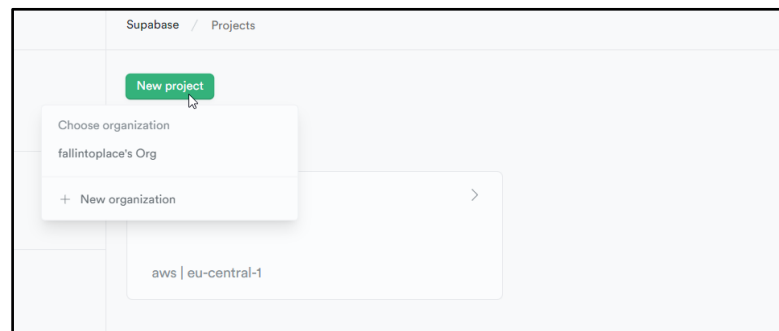 Supabase / Projects
New project
Choose organization
fallintoplace's Org
+ New organization
aws | eu-central-1